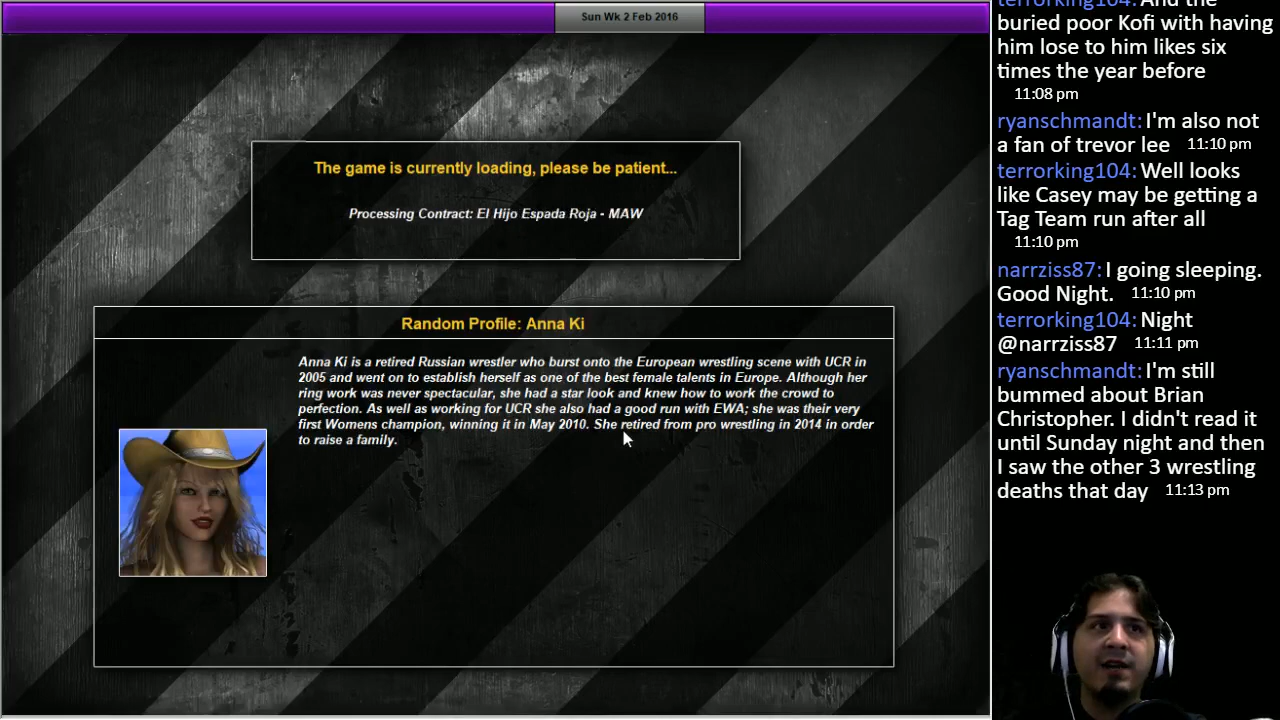 Sun Wk 2 Feb 2016
The game is currently loading, please be patient...
Processing Contract: El Hijo Espada Roja - MAW
Random Profile: Anna Ki
Anna Ki is a retired Russian wrestler who burst onto the European wrestling scene with UCR in
2005 and went on to establish herself as one of the best female talents in Europe. Although her
ring work was never spectacular, she had a star look and knew how to work the crowd to
perfection. As well as working for UCR she also had a good run with EWA; she was their very
first Womens champion, winning it in May 2010. She retired from pro wrestling in 2014 in order
to raise a family.
terrorking104: And the
buried poor Kofi with having
him lose to him likes six
times the year before
11:08 pm
ryanschmandt: I'm also not
a fan of trevor lee 11:10 pm
terrorking104: Well looks
like Casey may be getting a
Tag Team run after all
11:10 pm
narrziss87: I going sleeping.
Good Night. 11:10 pm
terrorking104: Night
@narrziss87 11:11 pm
ryanschmandt: I'm still
bummed about Brian
Christopher. I didn't read it
until Sunday night and then
I saw the other 3 wrestling
deaths that day 11:13 pm